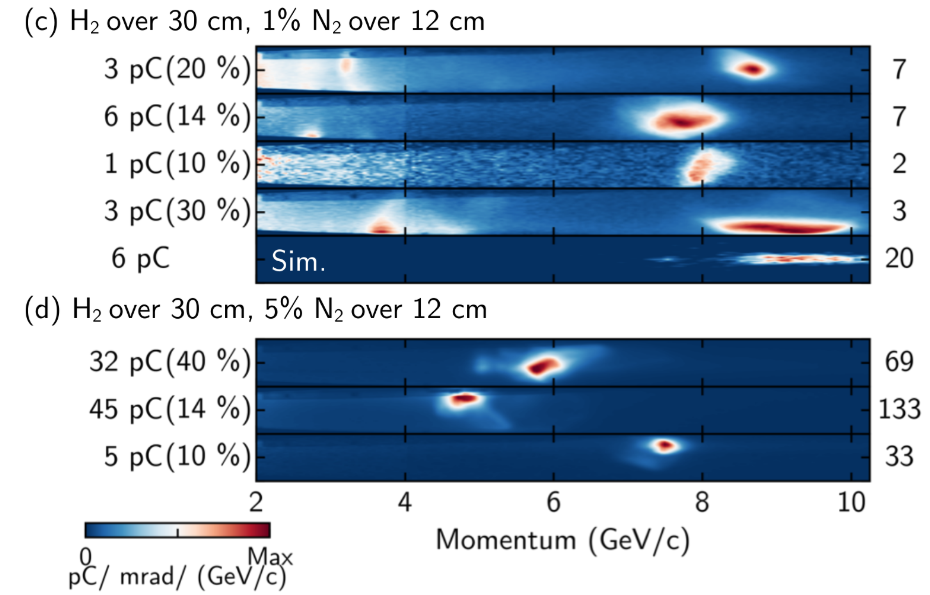 (c) H₂ over 30 cm, 1% N₂ over 12 cm
3 pC(20 %) 7
6 pC(14 %) 7
1 pC(10 %) 2
3 pC(30 %) 3
6 pC Sim. 20
(d) H₂ over 30 cm, 5% N₂ over 12 cm
32 pC(40 %) 69
45 pC(14 %) 133
5 pC(10 %) 33
2 4 6 8 10
Momentum (GeV/c)
0 Max
pC/ mrad/ (GeV/c)